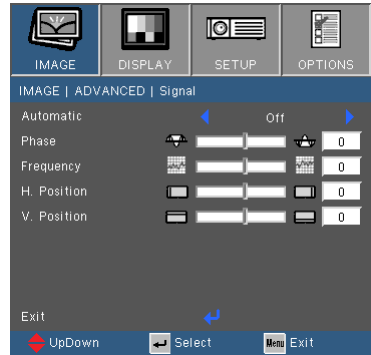 IMAGE DISPLAY SETUP OPTIONS
IMAGE | ADVANCED | Signal
Automatic Off
Phase 0
Frequency 0
H. Position 0
V. Position 0
Exit
UpDown Select Menu Exit